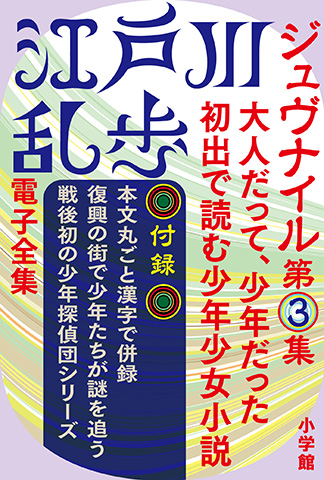 江戸川
乱歩
電子全集
ジュヴナイル第3集
大人だって、少年だった
初出で読む少年少女小説
付録
本文丸ごと漢字で併録
復興の街で少年たちが謎を追う
戦後初の少年探偵団シリーズ
小学館